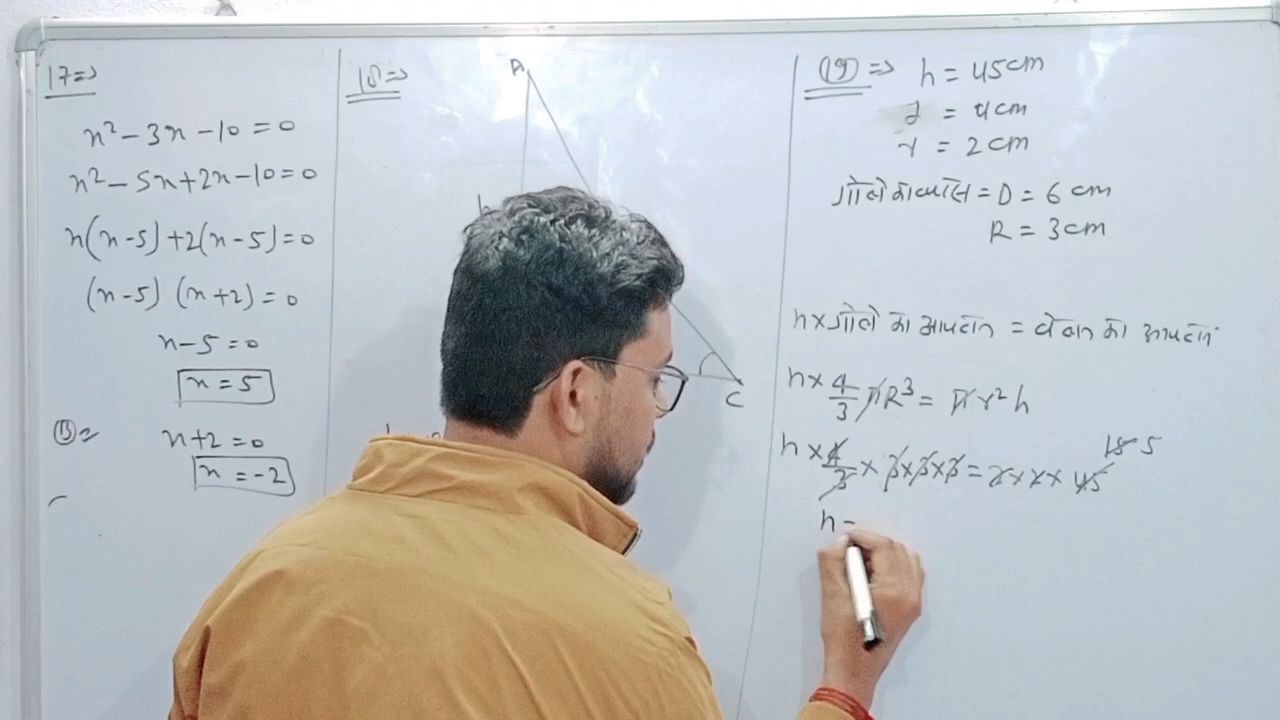 17⇒
n² - 3n - 10 = 0
n² - 5n + 2n - 10 = 0
n(n-5) + 2(n-5) = 0
(n-5) (n+2) = 0
n-5 = 0
n = 5
n+2 = 0
n = -2
18⇒
A
h
C
19 ⇒ h = 45cm
= 4cm
r = 2cm
गोले का व्यास = D = 6 cm
R = 3cm
n × गोले का आयतन = बेलन का आयतन
n × 4/3 πR³ = πr²h
n × 4/3 × 3×3×3 = 2×2×45 15 5
n =